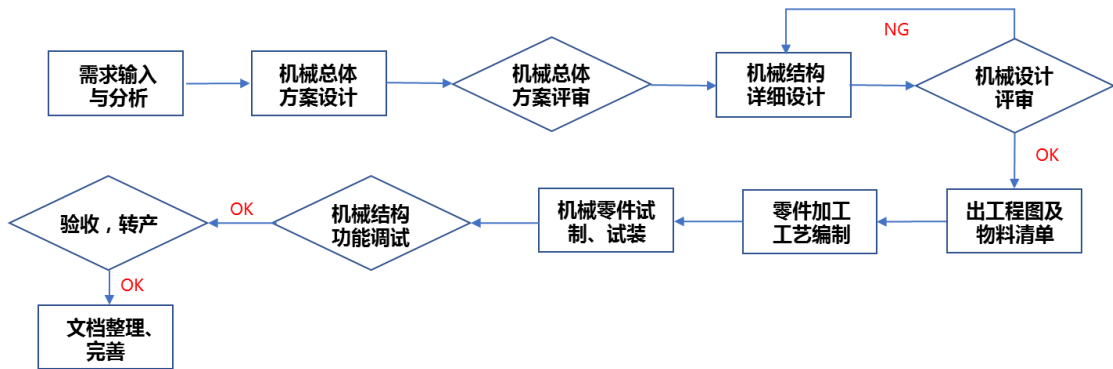 需求输入
与分析
机械总体
方案设计
机械总体
方案评审
机械结构
详细设计
NG
机械设计
评审
OK
出工程图及
物料清单
零件加工
工艺编制
机械零件试
制、试装
机械结构
功能调试
OK
验收，转产
OK
文档整理、
完善